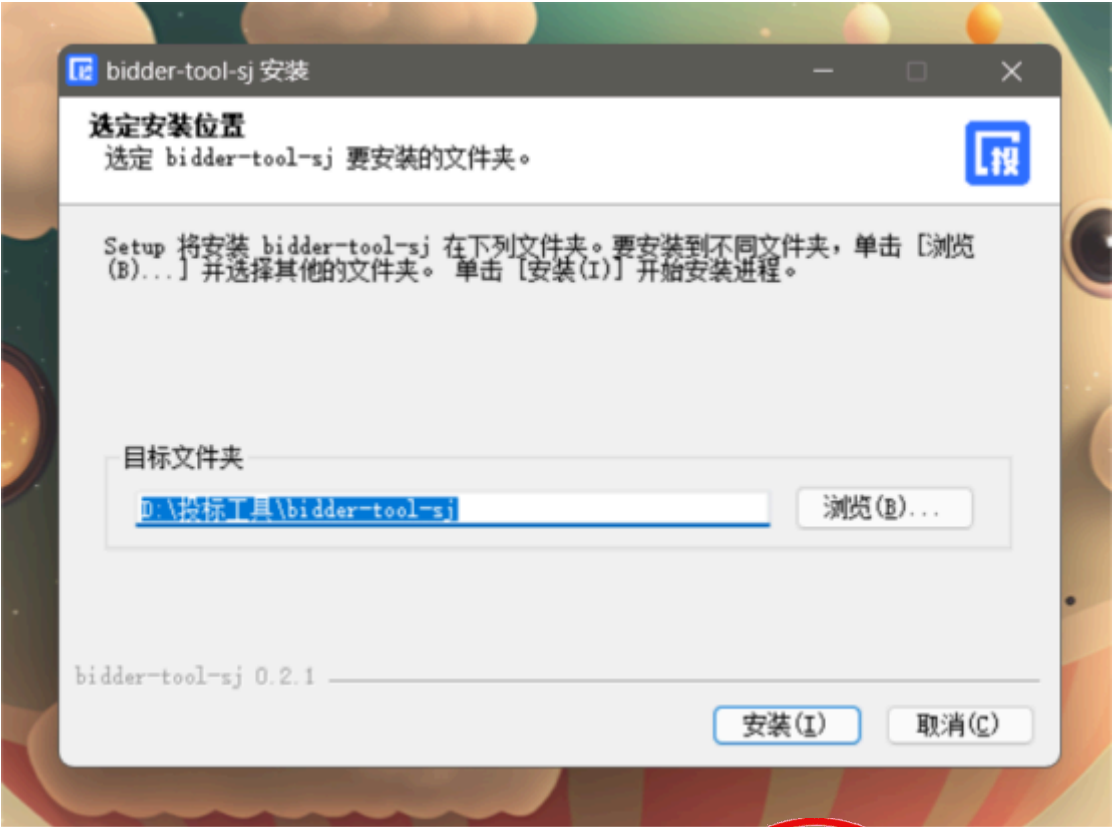 bidder-tool-sj 安装
选定安装位置
选定 bidder-tool-sj 要安装的文件夹。
投
Setup 将安装 bidder-tool-sj 在下列文件夹。要安装到不同文件夹，单击 [浏览
(B)...] 并选择其他的文件夹。 单击 [安装(I)] 开始安装进程。
目标文件夹
D:\投标工具\bidder-tool-sj
浏览(B)...
bidder-tool-sj 0.2.1
安装(I)
取消(C)